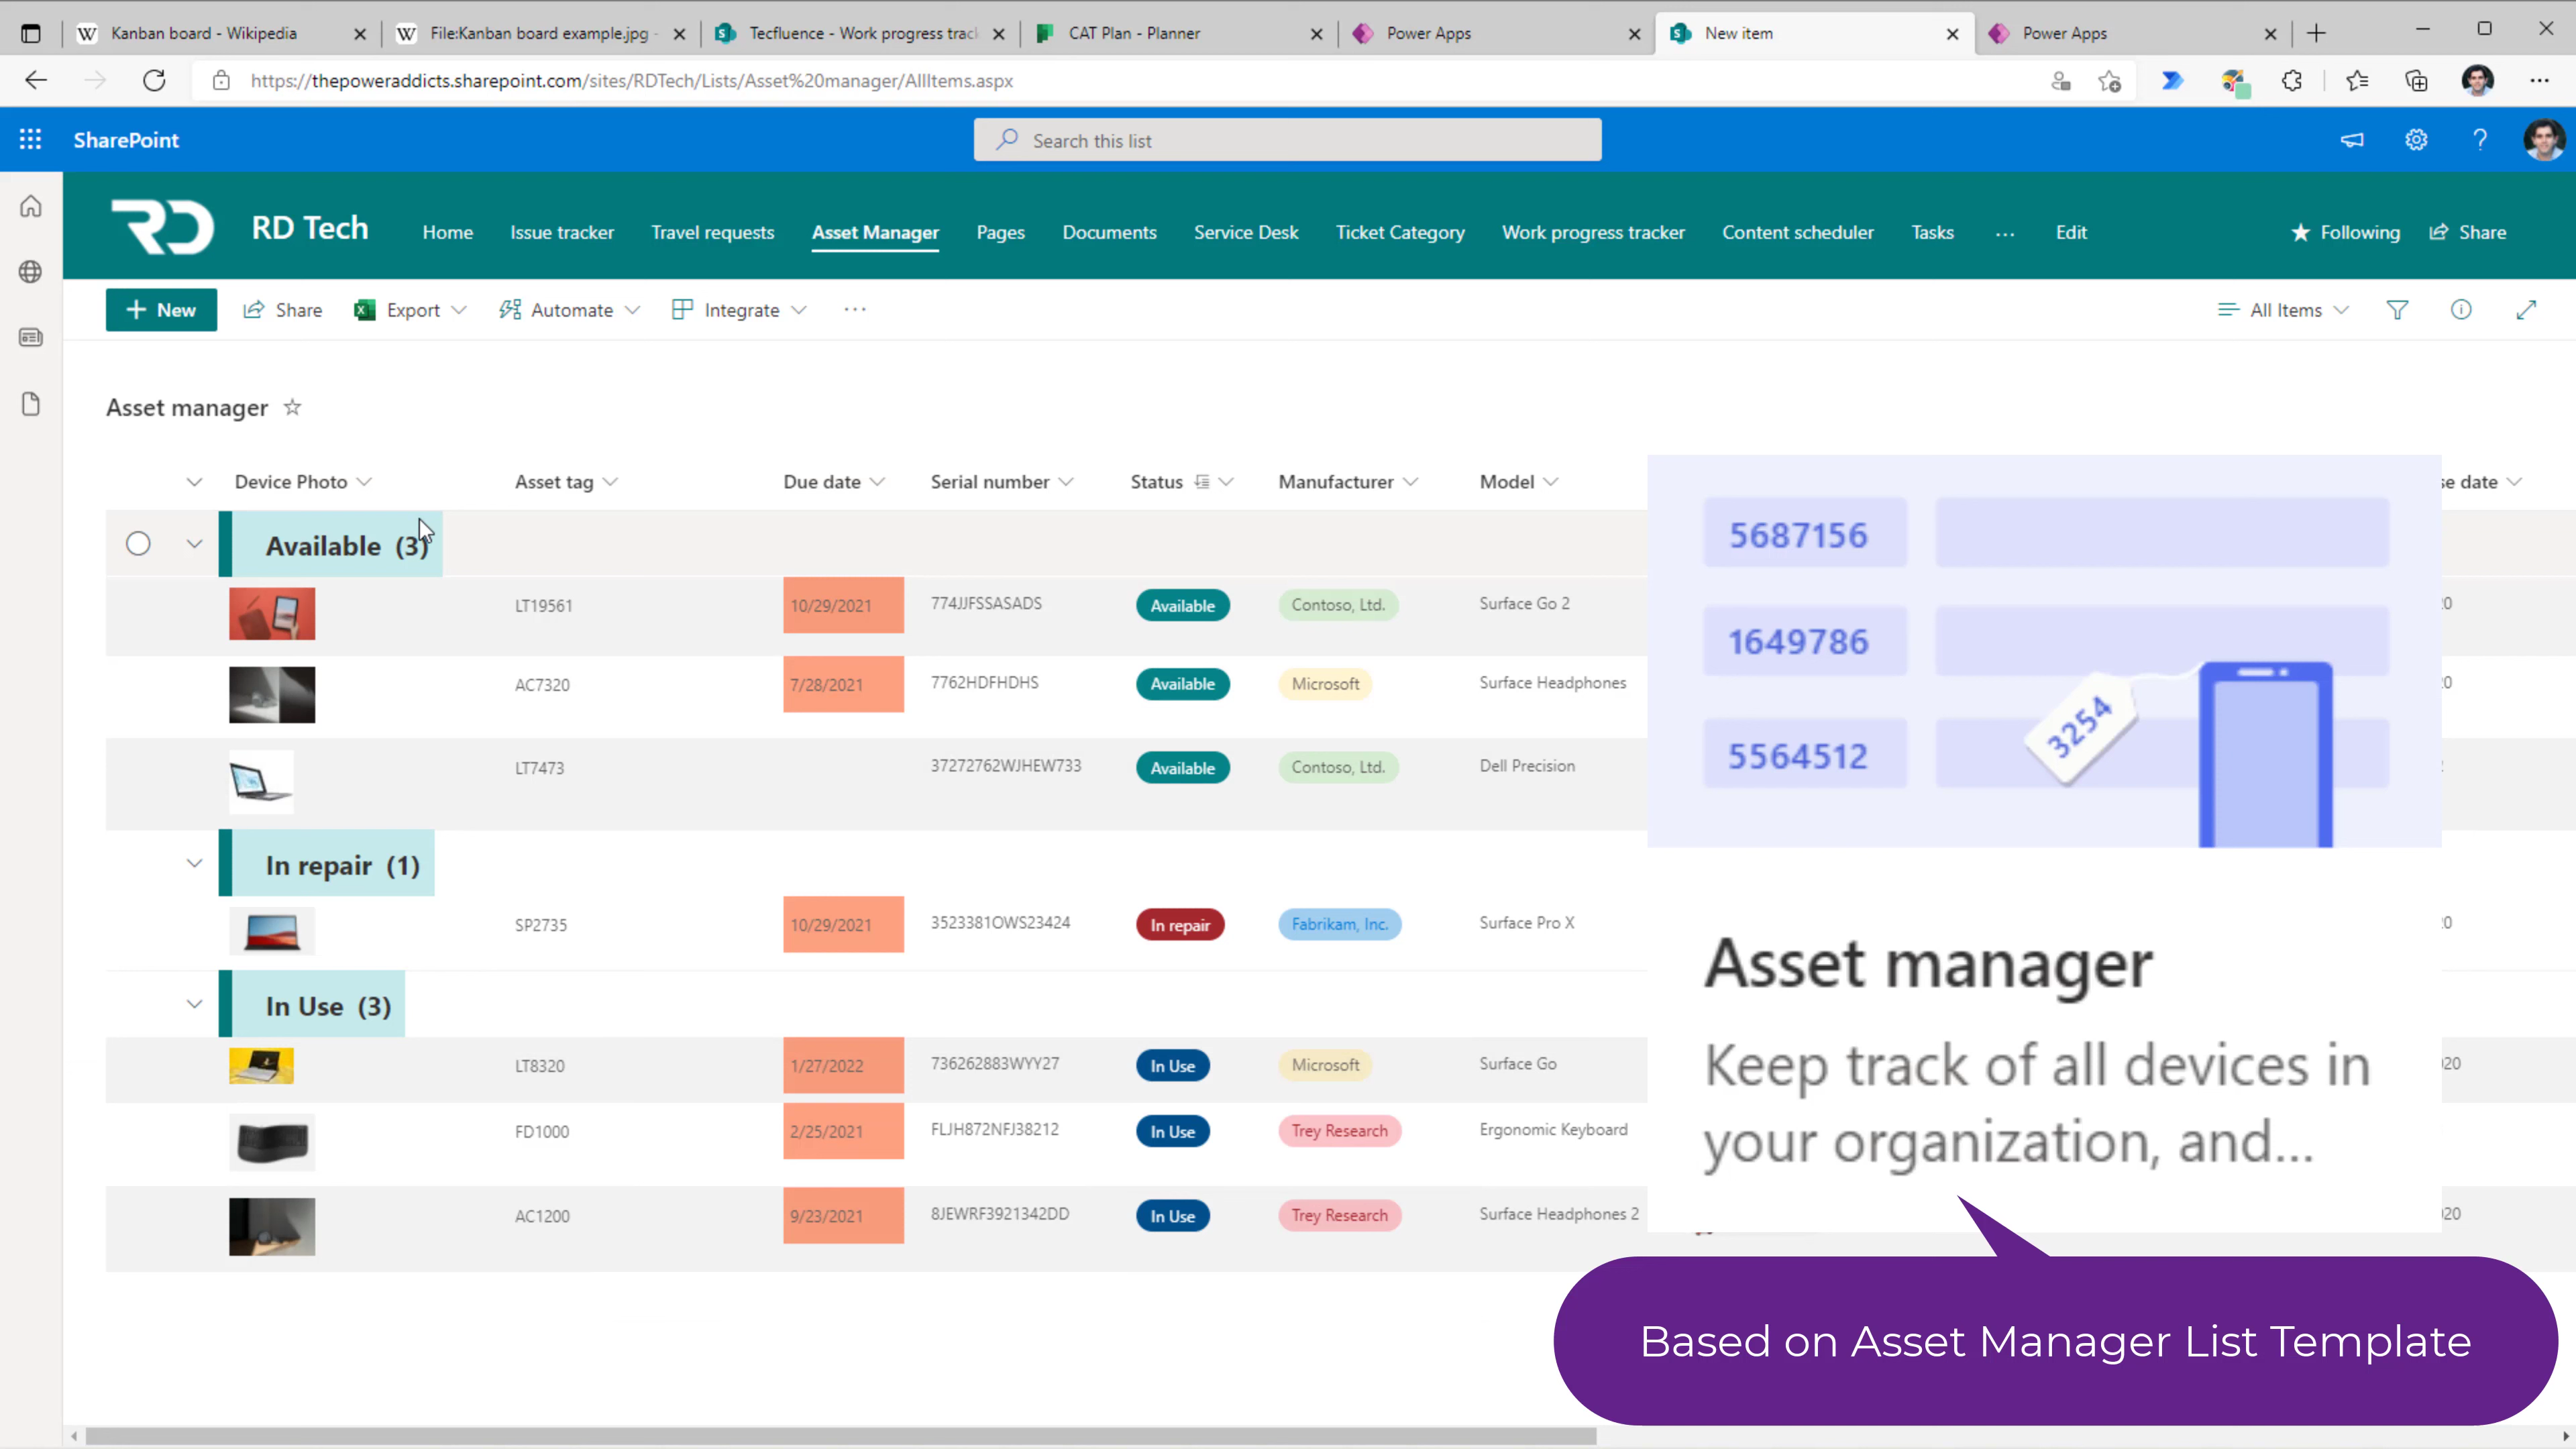 Kanban board - Wikipedia
File:Kanban board example.jpg -
Tecfluence - Work progress track
CAT Plan - Planner
Power Apps
New item
Power Apps
https://thepoweraddicts.sharepoint.com/sites/RDTech/Lists/Asset%20manager/AllItems.aspx
SharePoint
Search this list
RD Tech
Home
Issue tracker
Travel requests
Asset Manager
Pages
Documents
Service Desk
Ticket Category
Work progress tracker
Content scheduler
Tasks
...
Edit
Following
Share
+ New
Share
Export
Automate
Integrate
...
All Items
Asset manager
Device Photo
Asset tag
Due date
Serial number
Status
Manufacturer
Model
se date
Available (3)
LT19561
10/29/2021
774JJFSSASADS
Available
Contoso, Ltd.
Surface Go 2
20
AC7320
7/28/2021
7762HDFHDHS
Available
Microsoft
Surface Headphones
20
LT7473
37272762WJHEW733
Available
Contoso, Ltd.
Dell Precision
In repair (1)
SP2735
10/29/2021
3523381OWS23424
In repair
Fabrikam, Inc.
Surface Pro X
20
In Use (3)
LT8320
1/27/2022
736262883WYY27
In Use
Microsoft
Surface Go
020
FD1000
2/25/2021
FLJH872NFJ38212
In Use
Trey Research
Ergonomic Keyboard
AC1200
9/23/2021
8JEWRF3921342DD
In Use
Trey Research
Surface Headphones 2
020
5687156
1649786
5564512
3254
Asset manager
Keep track of all devices in
your organization, and...
Based on Asset Manager List Template